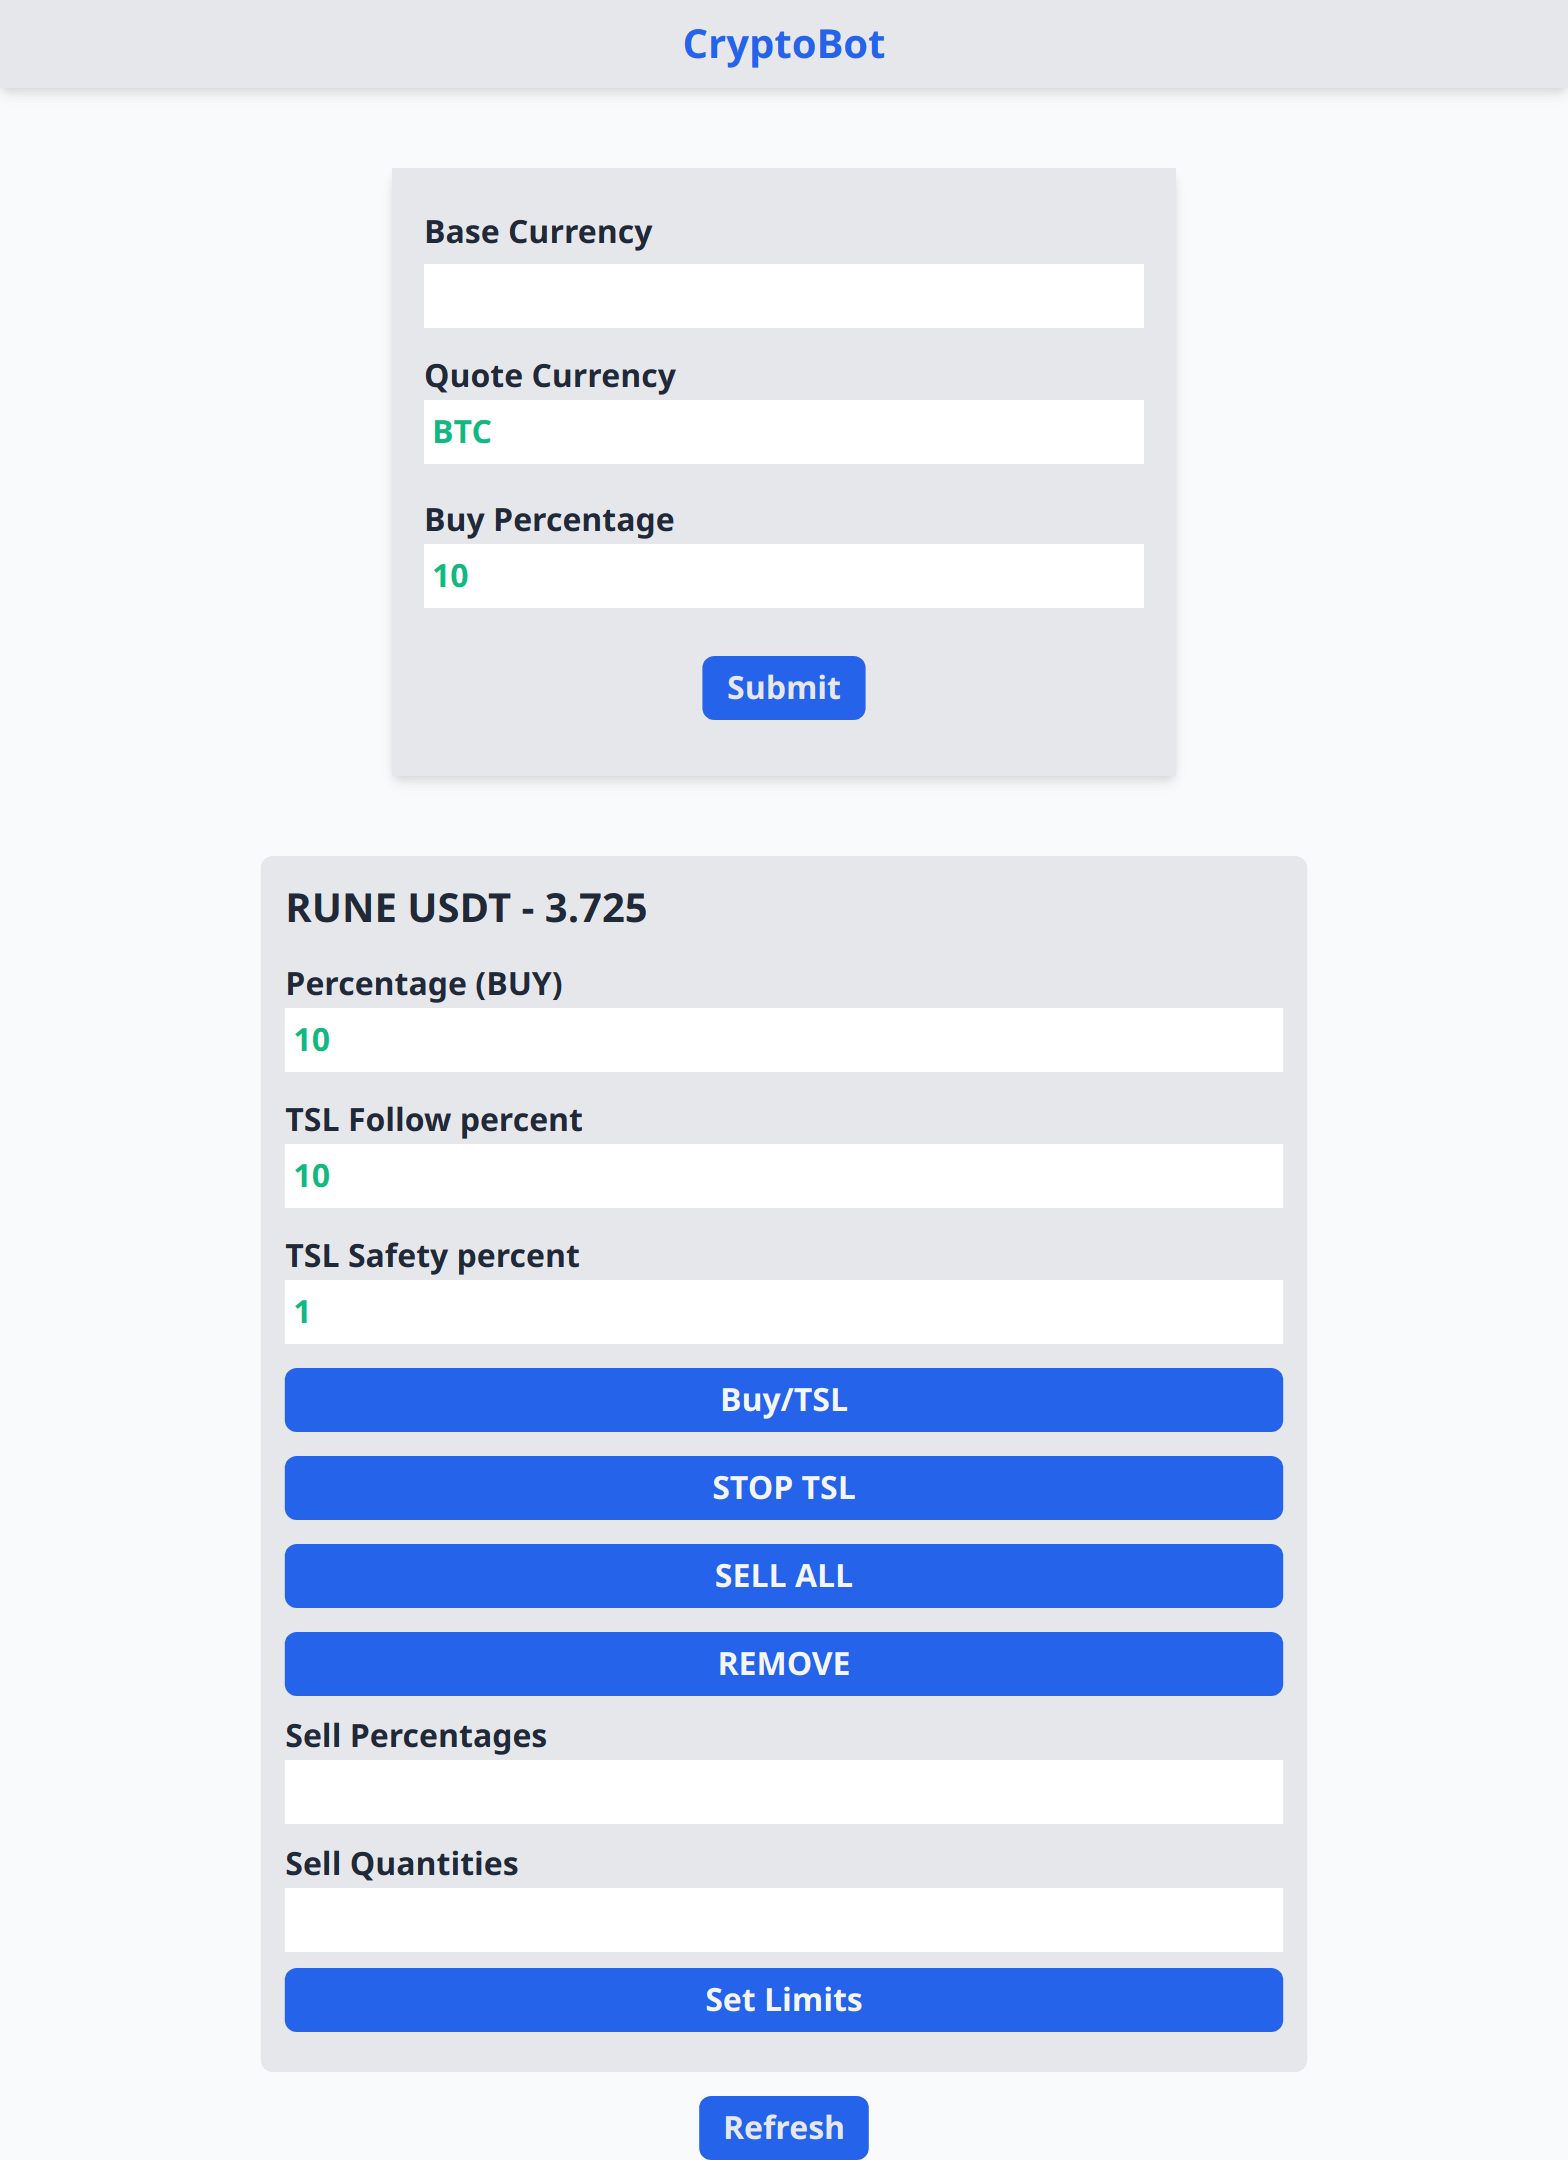 CryptoBot
Base Currency
Quote Currency
BTC
Buy Percentage
10
Submit
RUNE USDT - 3.725
Percentage (BUY)
10
TSL Follow percent
10
TSL Safety percent
1
Buy/TSL
STOP TSL
SELL ALL
REMOVE
Sell Percentages
Sell Quantities
Set Limits
Refresh